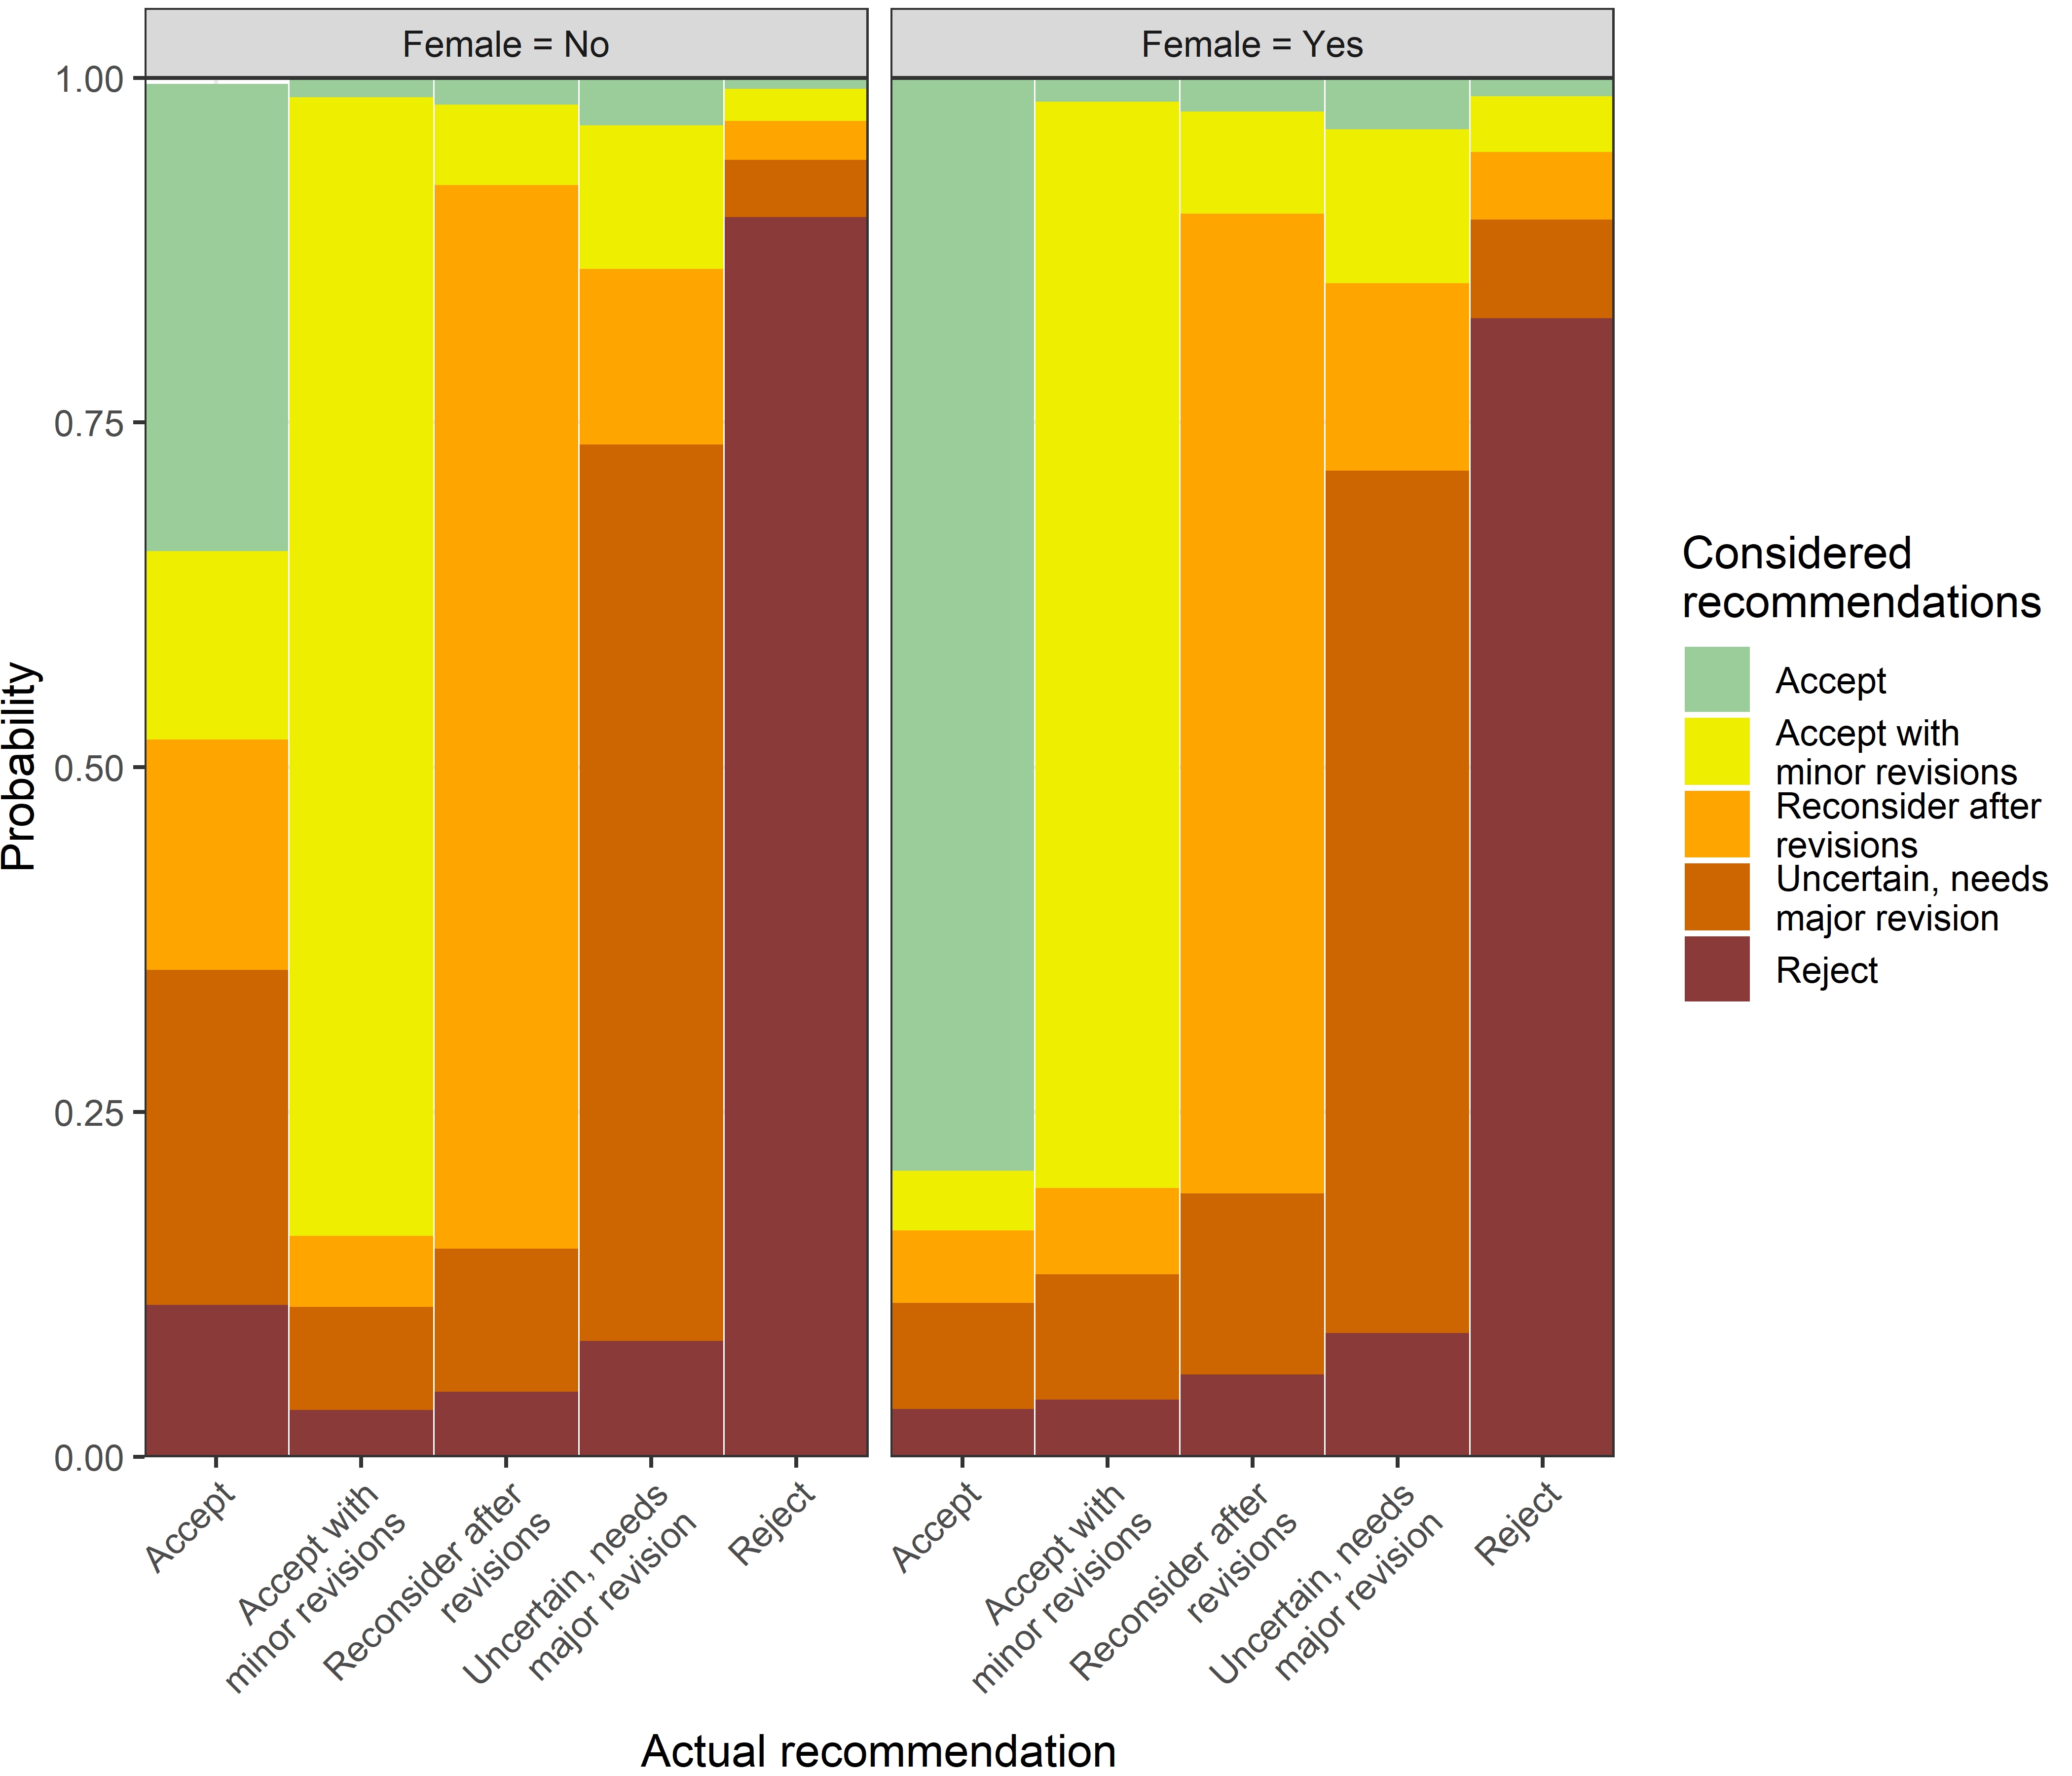 Female = No
Female = Yes
1.00
0.75
0.50
0.25
0.00
Probability
Accept
Accept with
minor revisions
Reconsider after
revisions
Uncertain, needs
major revision
Reject
Accept
Accept with
minor revisions
Reconsider after
revisions
Uncertain, needs
major revision
Reject
Actual recommendation
Considered
recommendations
Accept
Accept with
minor revisions
Reconsider after
revisions
Uncertain, needs
major revision
Reject